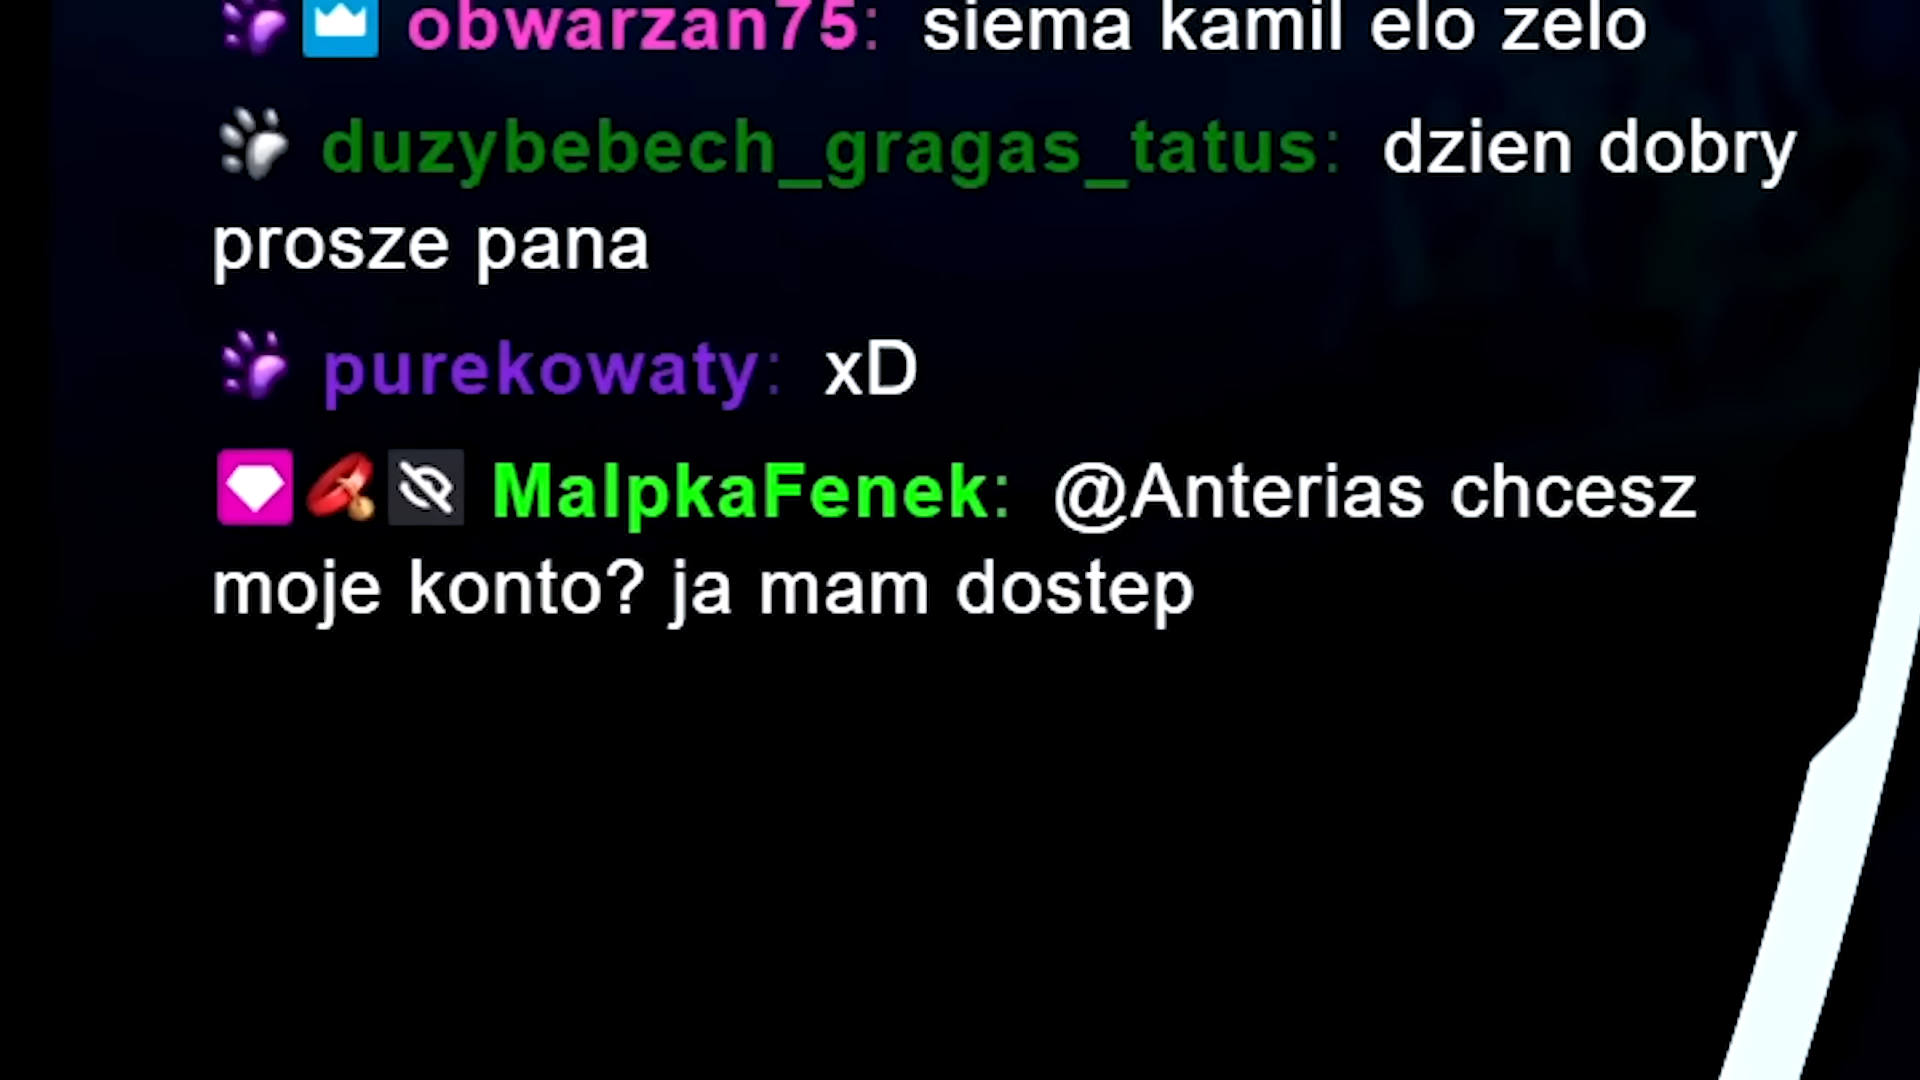 obwarzan75: siema kamil elo zelo
duzybebech_gragas_tatus: dzien dobry
prosze pana
purekowaty: xD
MalpkaFenek: @Anterias chcesz
moje konto? ja mam dostep